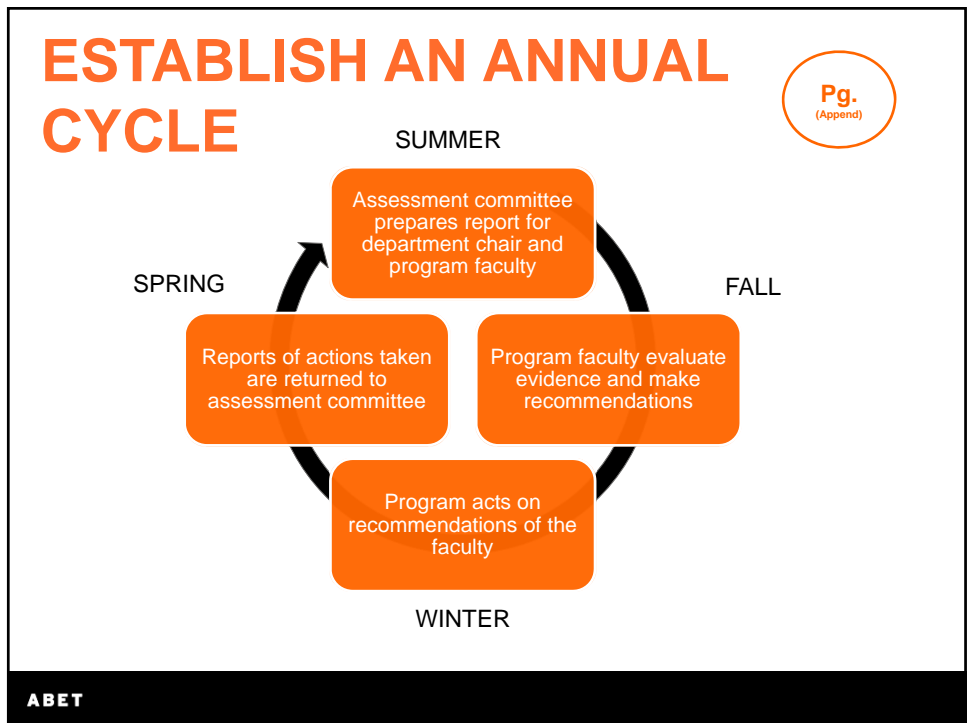 ESTABLISH AN ANNUAL
CYCLE
Pg.
(Append)
SUMMER
Assessment committee
prepares report for
department chair and
program faculty
SPRING
FALL
Reports of actions taken
are returned to
assessment committee
Program faculty evaluate
evidence and make
recommendations
Program acts on
recommendations of the
faculty
WINTER
ABET